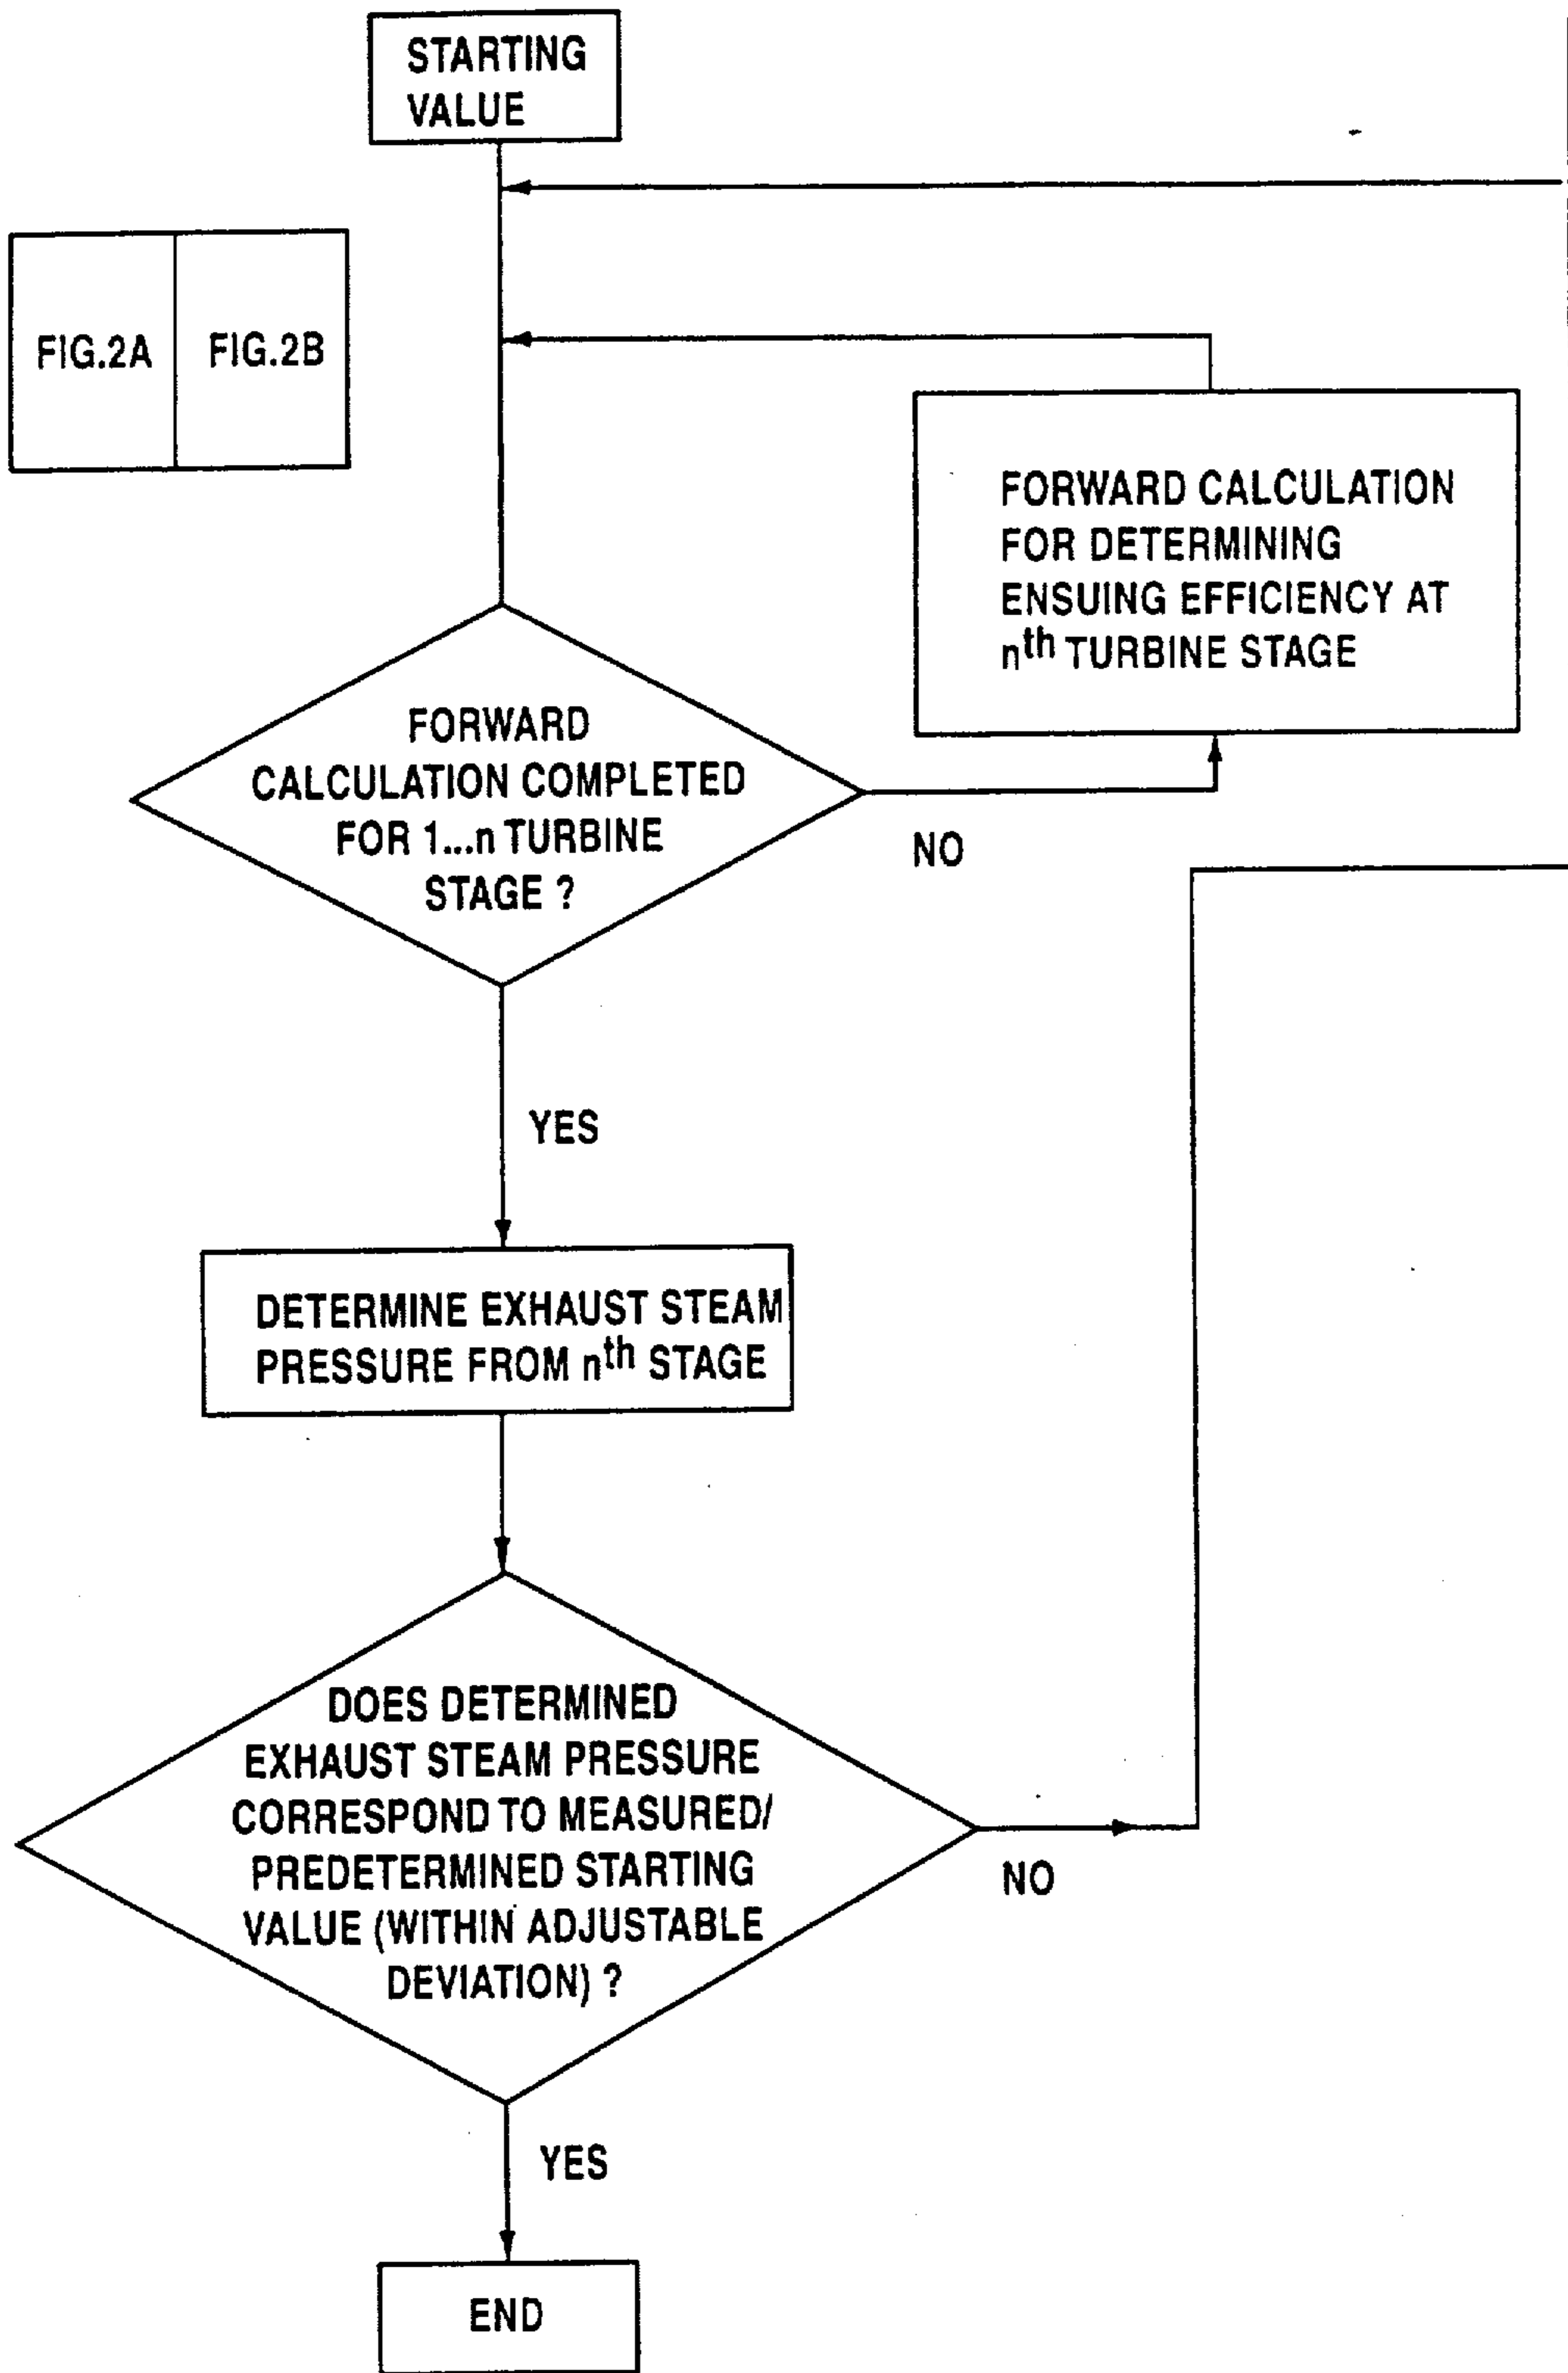 STARTING
VALUE
FIG.2A
FIG.2B
FORWARD CALCULATION
FOR DETERMINING
ENSUING EFFICIENCY AT
nth TURBINE STAGE
FORWARD
CALCULATION COMPLETED
FOR 1...n TURBINE
STAGE ?
NO
YES
DETERMINE EXHAUST STEAM
PRESSURE FROM nth STAGE
DOES DETERMINED
EXHAUST STEAM PRESSURE
CORRESPOND TO MEASURED/
PREDETERMINED STARTING
VALUE (WITHIN ADJUSTABLE
DEVIATION) ?
NO
YES
END